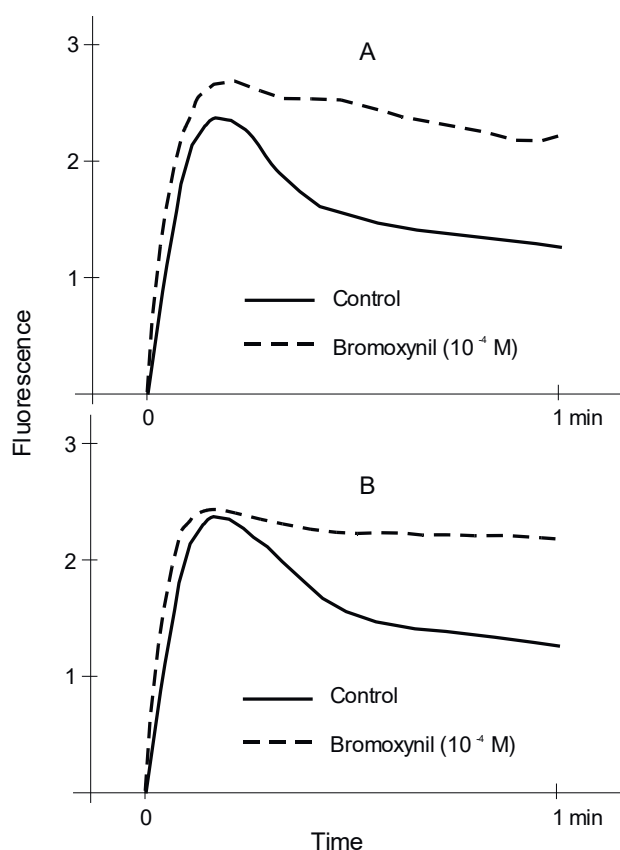 A
3
2
1
Control
Bromoxynil (10⁻⁴ M)
0
1 min
Fluorescence
3
B
2
1
Control
Bromoxynil (10⁻⁴ M)
0
1 min
Time